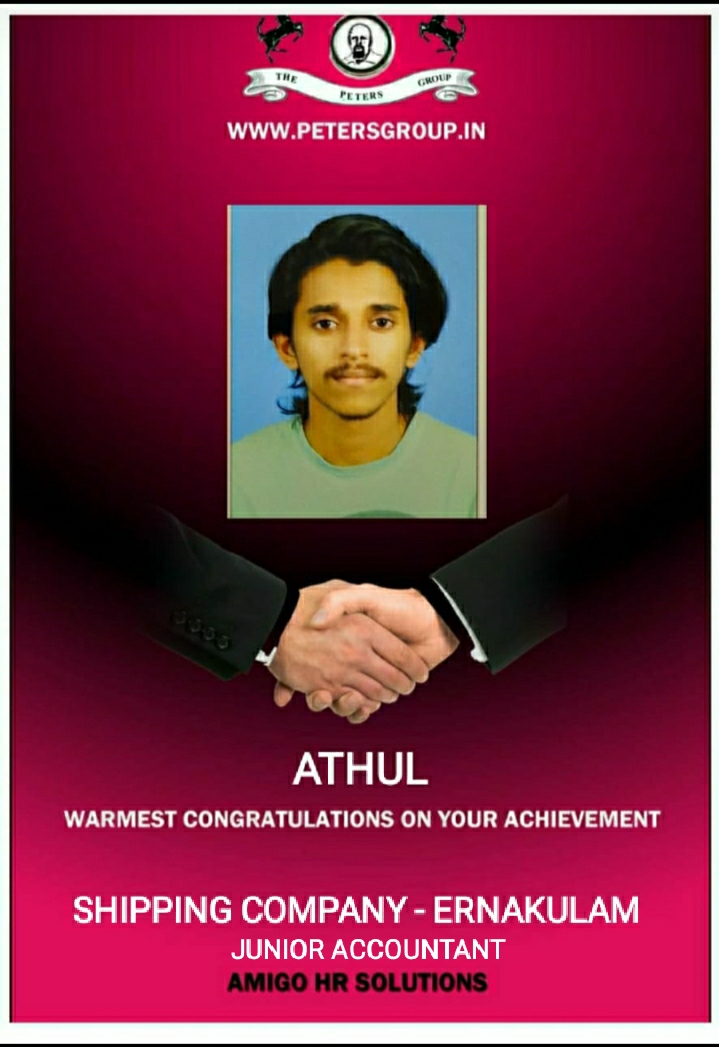 THE PETERS GROUP
WWW.PETERSGROUP.IN
ATHUL
WARMEST CONGRATULATIONS ON YOUR ACHIEVEMENT
SHIPPING COMPANY - ERNAKULAM
JUNIOR ACCOUNTANT
AMIGO HR SOLUTIONS